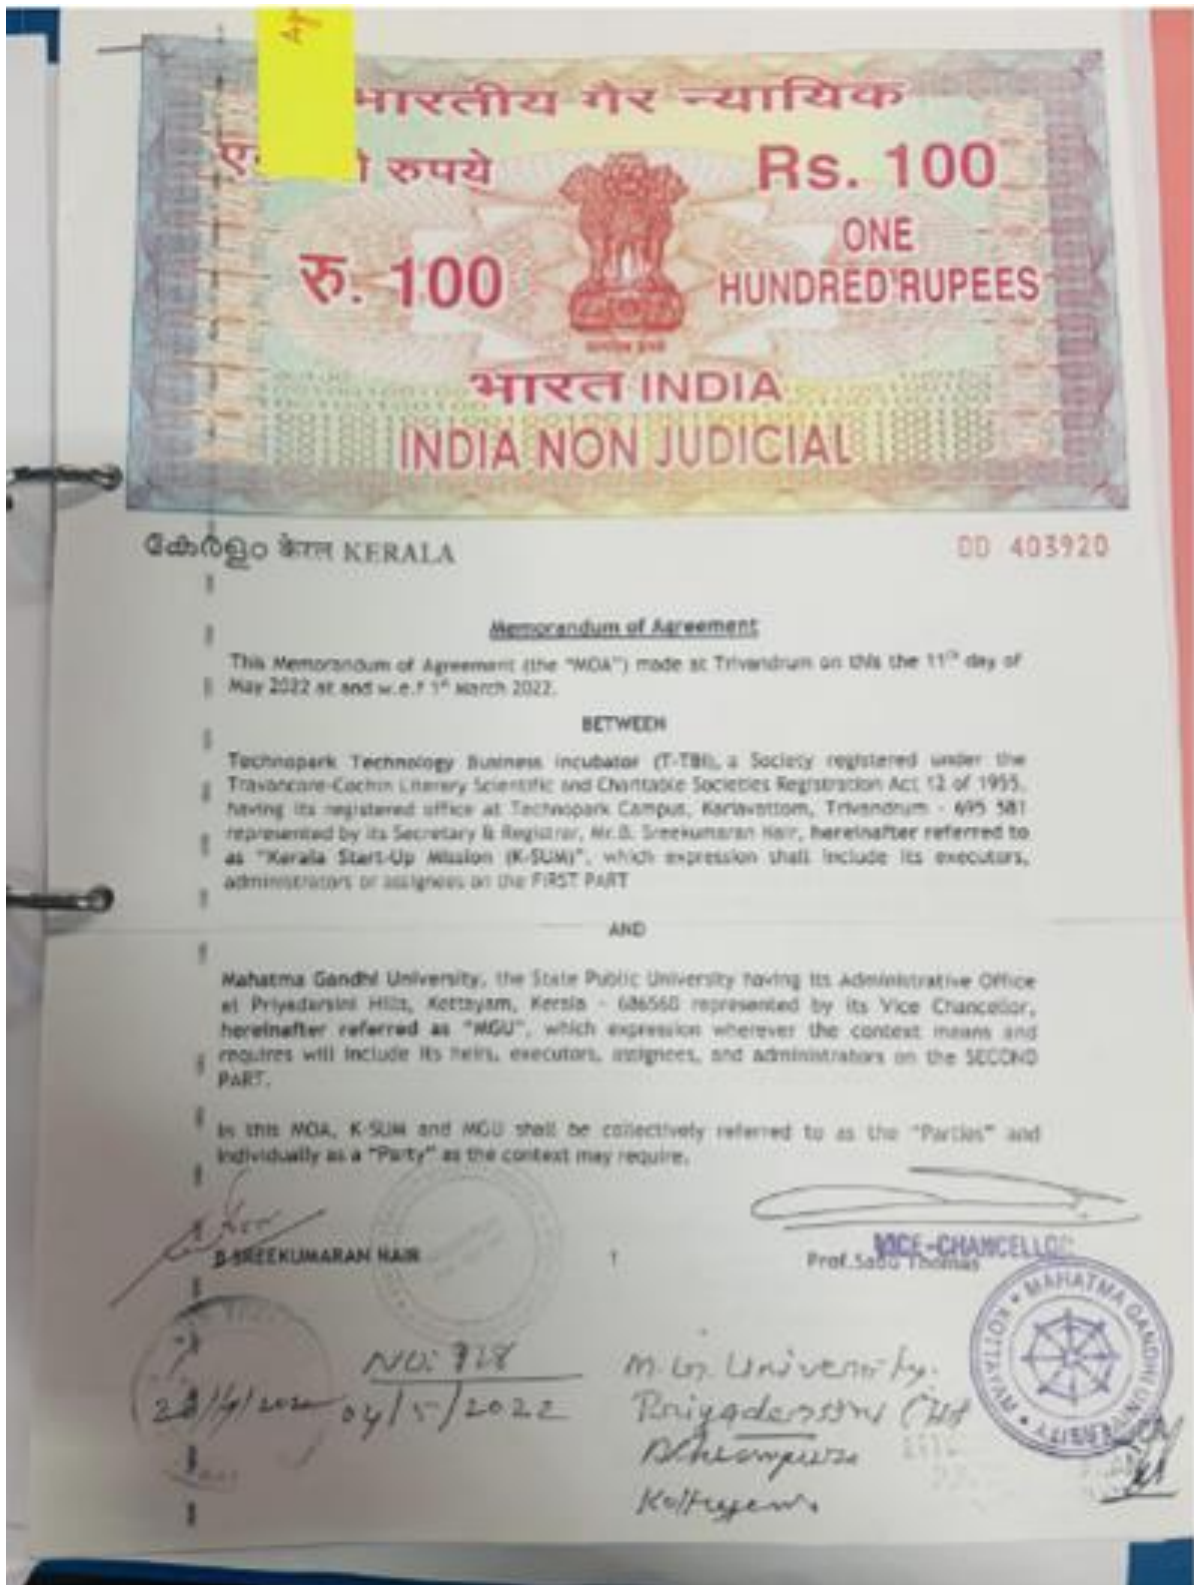 भारतीय गैर न्यायिक
रुपये
Rs. 100
रु. 100
ONE
HUNDRED RUPEES
भारत INDIA
INDIA NON JUDICIAL
കേരളം केरल KERALA
DD 403920
Memorandum of Agreement
This Memorandum of Agreement (the "MOA") made at Trivandrum on this the 11th day of
May 2022 at and w.e.f 1st March 2022.
BETWEEN
Technopark Technology Business Incubator (T-TBI), a Society registered under the
Travancore-Cochin Literary Scientific and Charitable Societies Registration Act 12 of 1955,
having its registered office at Technopark Campus, Kariavattom, Trivandrum - 695 581
represented by its Secretary & Registrar, Mr.B. Sreekumaran Nair, hereinafter referred to
as "Kerala Start-Up Mission (K-SUM)", which expression shall include its executors,
administrators or assignees on the FIRST PART
AND
Mahatma Gandhi University, the State Public University having its Administrative Office
at Priyadarsini Hills, Kottayam, Kerala - 686560 represented by its Vice Chancellor,
hereinafter referred as "MGU", which expression wherever the context means and
requires will include its heirs, executors, assignees, and administrators on the SECOND
PART.
In this MOA, K-SUM and MGU shall be collectively referred to as the "Parties" and
individually as a "Party" as the context may require.
B SREEKUMARAN NAIR
1
VICE-CHANCELLOR
Prof.Sabu Thomas
MAHATMA GANDHI UNIVERSITY • KOTTAYAM •
NO: 728
04/5/2022
M.G. University.